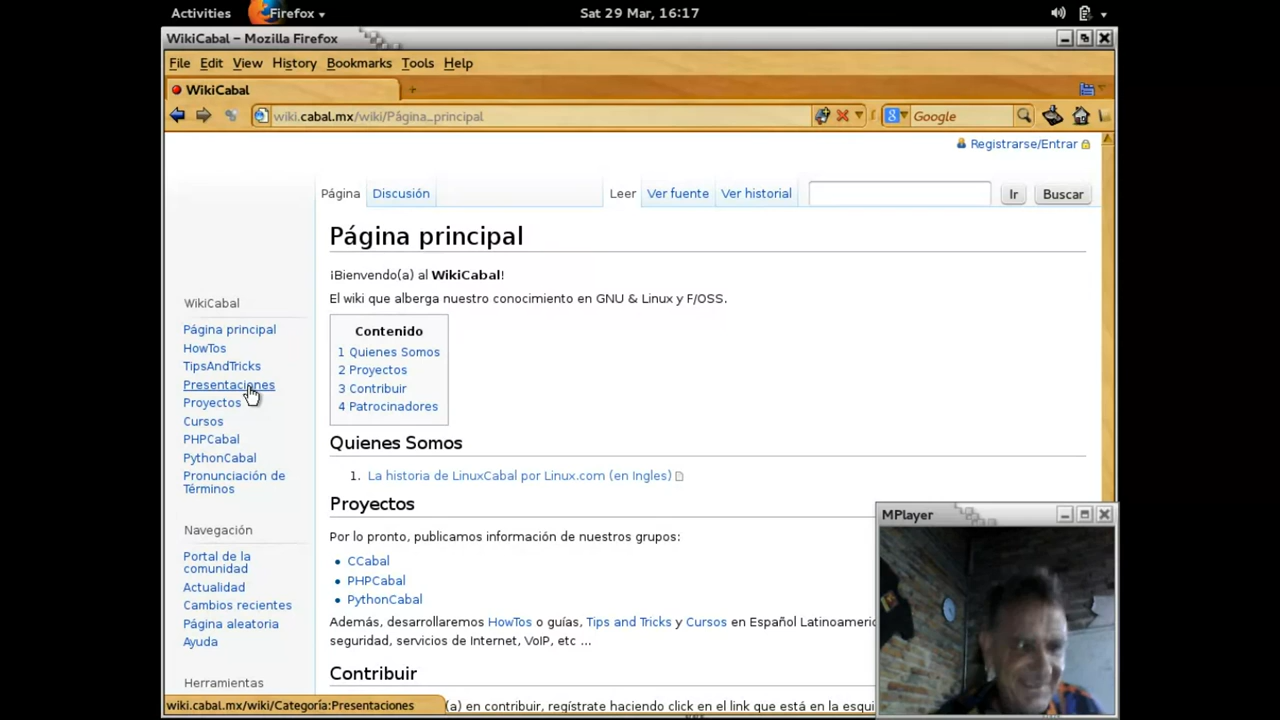 Activities Firefox Sat 29 Mar, 16:17
WikiCabal – Mozilla Firefox
File Edit View History Bookmarks Tools Help
WikiCabal
wiki.cabal.mx/wiki/Página_principal Google
Registrarse/Entrar
Página Discusión Leer Ver fuente Ver historial Ir Buscar
Página principal
¡Bienvendo(a) al WikiCabal!
El wiki que alberga nuestro conocimiento en GNU & Linux y F/OSS.
Contenido
1 Quienes Somos
2 Proyectos
3 Contribuir
4 Patrocinadores
Quienes Somos
1. La historia de LinuxCabal por Linux.com (en Ingles)
Proyectos
Por lo pronto, publicamos información de nuestros grupos:
• CCabal
• PHPCabal
• PythonCabal
Además, desarrollaremos HowTos o guías, Tips and Tricks y Cursos en Español Latinoameric
seguridad, servicios de Internet, VoIP, etc ...
Contribuir
(a) en contribuir, regístrate haciendo click en el link que está en la esqui
WikiCabal
Página principal
HowTos
TipsAndTricks
Presentaciones
Proyectos
Cursos
PHPCabal
PythonCabal
Pronunciación de
Términos
Navegación
Portal de la
comunidad
Actualidad
Cambios recientes
Página aleatoria
Ayuda
Herramientas
wiki.cabal.mx/wiki/Categoría:Presentaciones
MPlayer